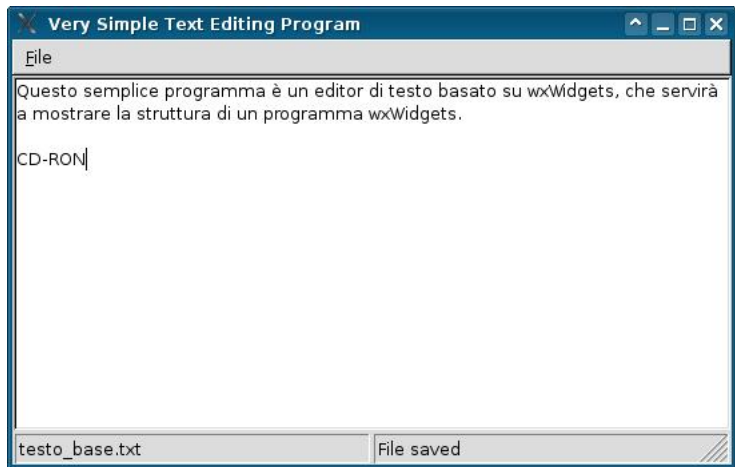 Very Simple Text Editing Program
File
Questo semplice programma è un editor di testo basato su wxWidgets, che servirà
a mostrare la struttura di un programma wxWidgets.
CD-RON
testo_base.txt File saved